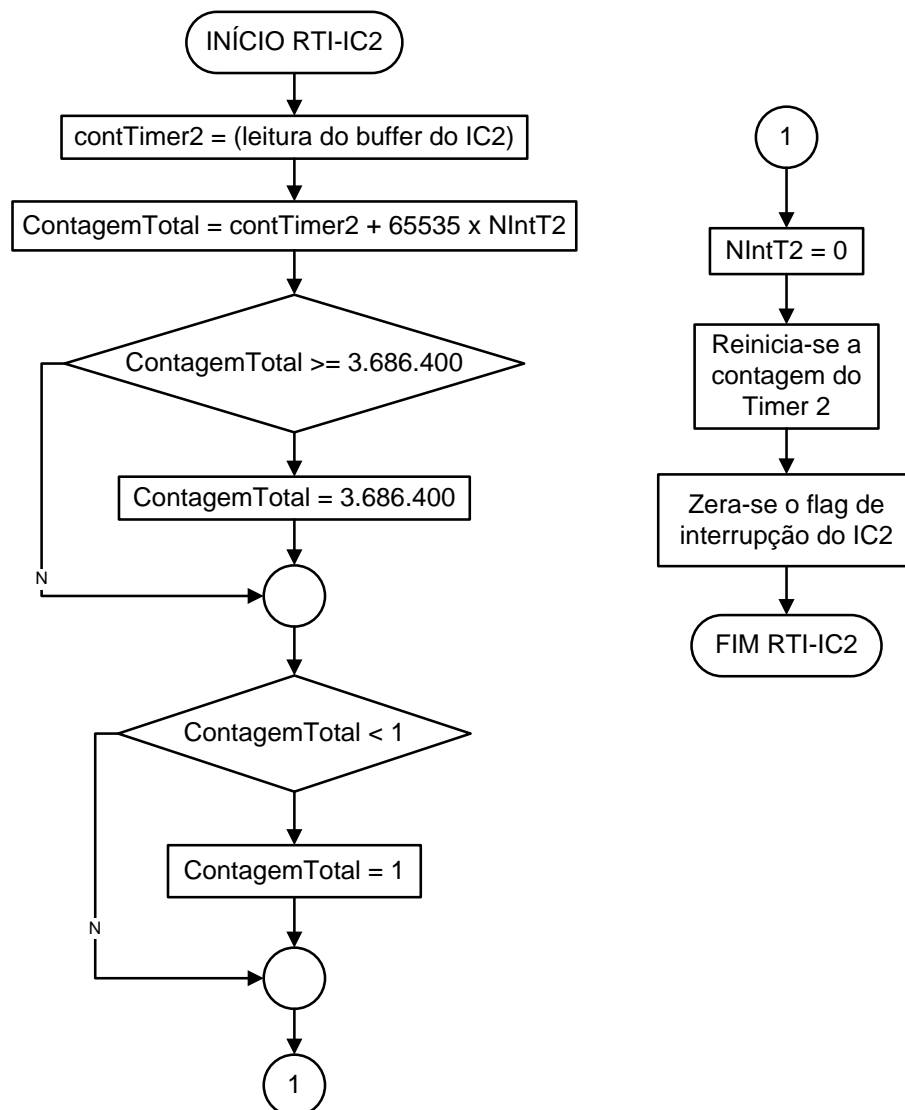 INÍCIO RTI-IC2
contTimer2 = (leitura do buffer do IC2)
ContagemTotal = contTimer2 + 65535 x NIntT2
ContagemTotal >= 3.686.400
ContagemTotal = 3.686.400
N
ContagemTotal < 1
ContagemTotal = 1
N
1
1
NIntT2 = 0
Reinicia-se a
contagem do
Timer 2
Zera-se o flag de
interrupção do IC2
FIM RTI-IC2